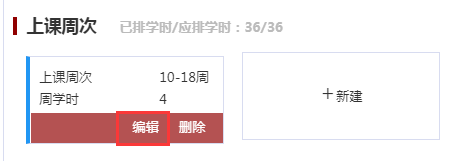 上课周次 已排学时/应排学时：36/36
上课周次 10-18周
周学时 4
编辑 删除
+ 新建